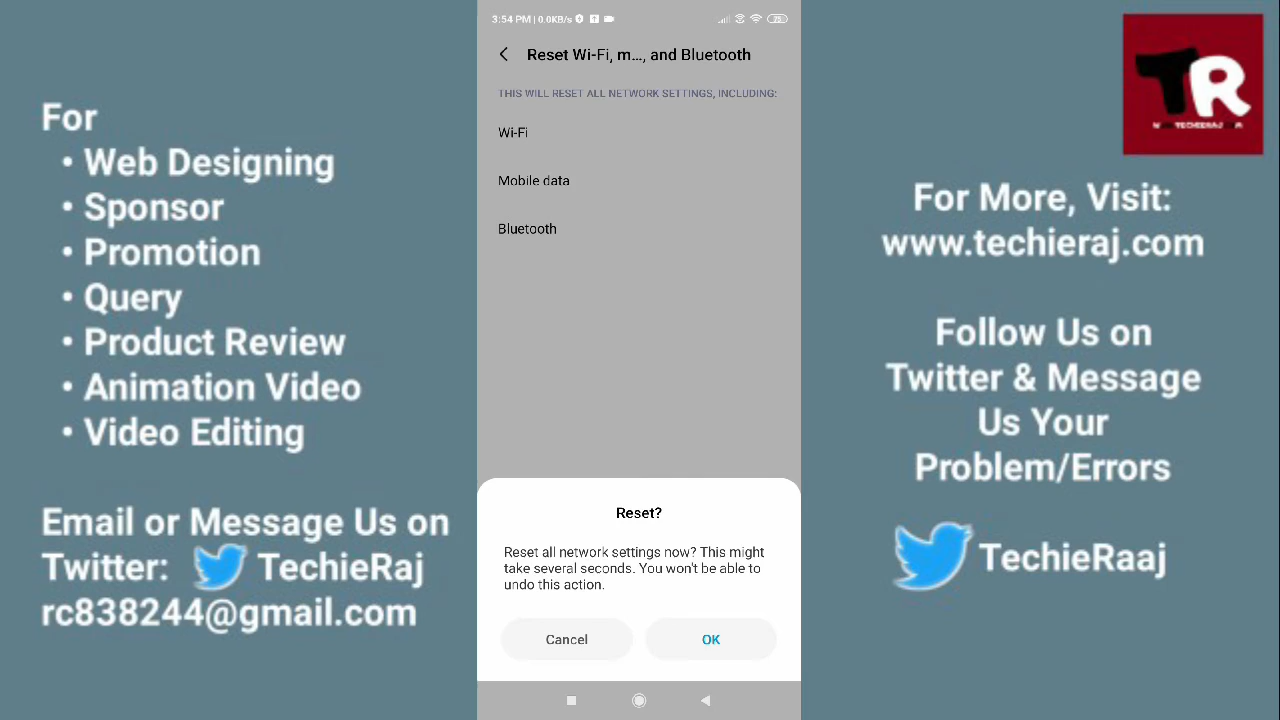 For
• Web Designing
• Sponsor
• Promotion
• Query
• Product Review
• Animation Video
• Video Editing
Email or Message Us on
Twitter: TechieRaj
rc838244@gmail.com
3:54 PM | 0.0KB/s
Reset Wi-Fi, m..., and Bluetooth
THIS WILL RESET ALL NETWORK SETTINGS, INCLUDING:
Wi-Fi
Mobile data
Bluetooth
Reset?
Reset all network settings now? This might
take several seconds. You won't be able to
undo this action.
Cancel
OK
TR
For More, Visit:
www.techieraj.com
Follow Us on
Twitter & Message
Us Your
Problem/Errors
TechieRaaj